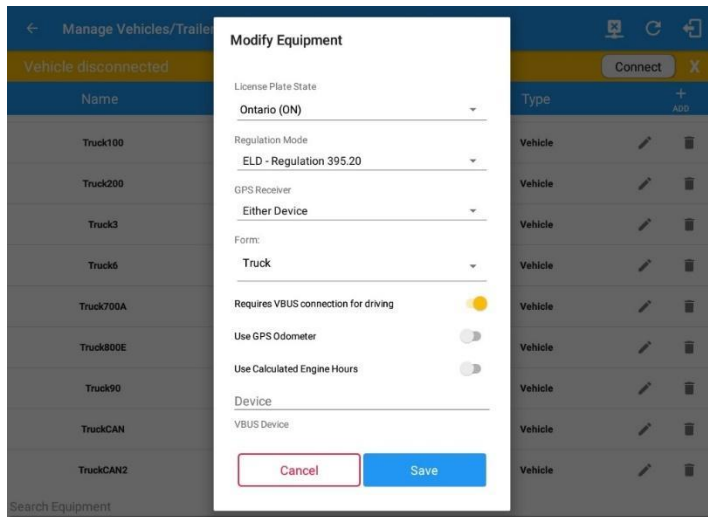 Manage Vehicles/Trailer
Modify Equipment
Vehicle disconnected
Connect
X
Name
Type
+
ADD
License Plate State
Ontario (ON)
Regulation Mode
ELD - Regulation 395.20
GPS Receiver
Either Device
Form:
Truck
Requires VBUS connection for driving
Use GPS Odometer
Use Calculated Engine Hours
Device
VBUS Device
Cancel
Save
Truck100
Vehicle
Truck200
Vehicle
Truck3
Vehicle
Truck6
Vehicle
Truck700A
Vehicle
Truck800E
Vehicle
Truck90
Vehicle
TruckCAN
Vehicle
TruckCAN2
Vehicle
Search Equipment